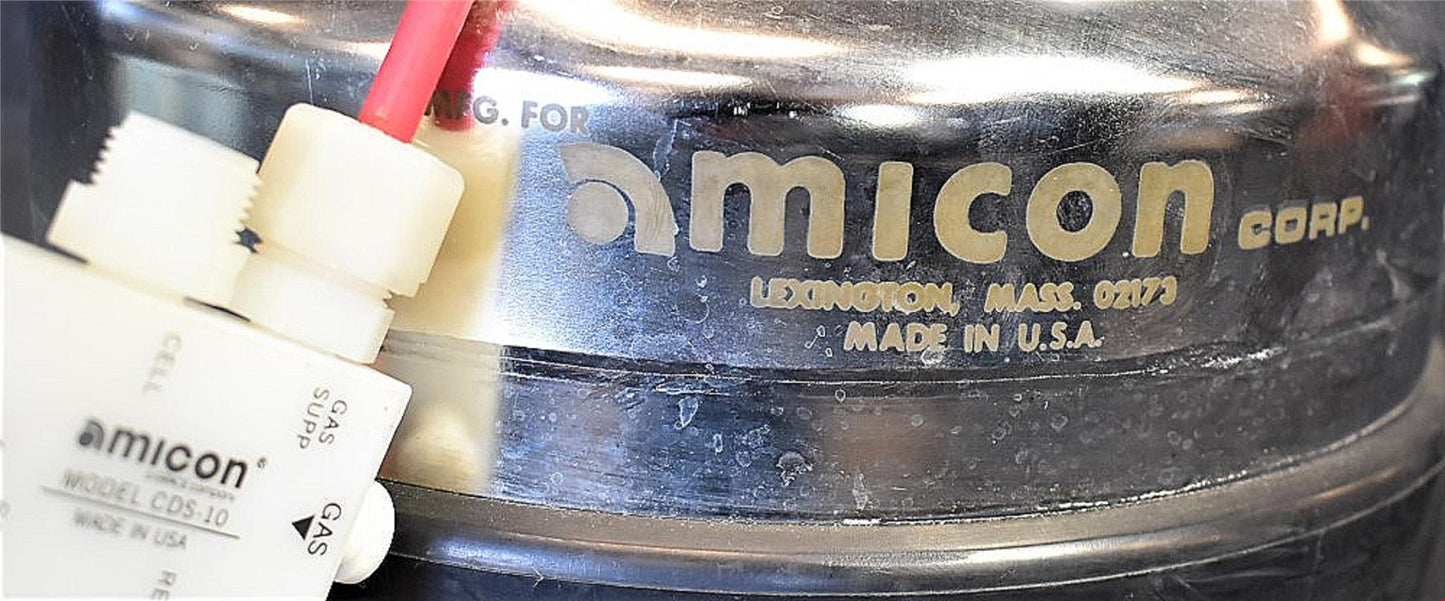 MFG. FOR
amicon CORP.
LEXINGTON, MASS. 02173
MADE IN U.S.A.
CELL
GAS
SUPP
amicon®
MODEL CDS-10
MADE IN USA
GAS
RE